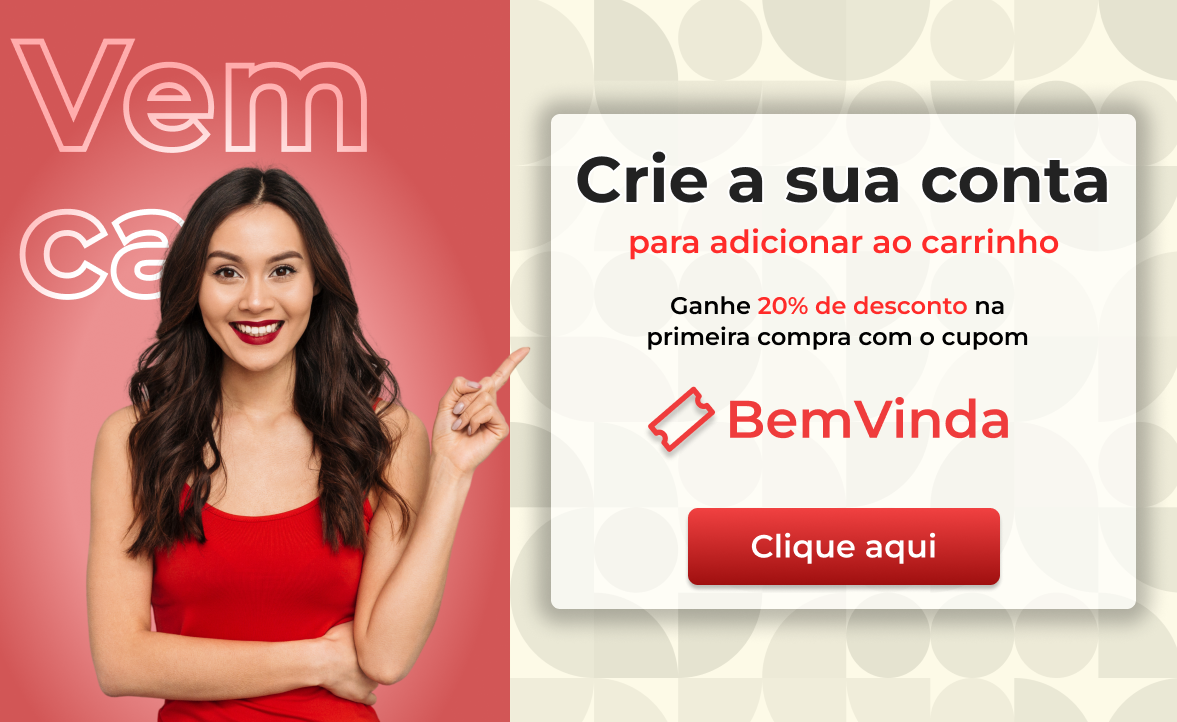 Vem
ca
Crie a sua conta
para adicionar ao carrinho
Ganhe 20% de desconto na
primeira compra com o cupom
BemVinda
Clique aqui